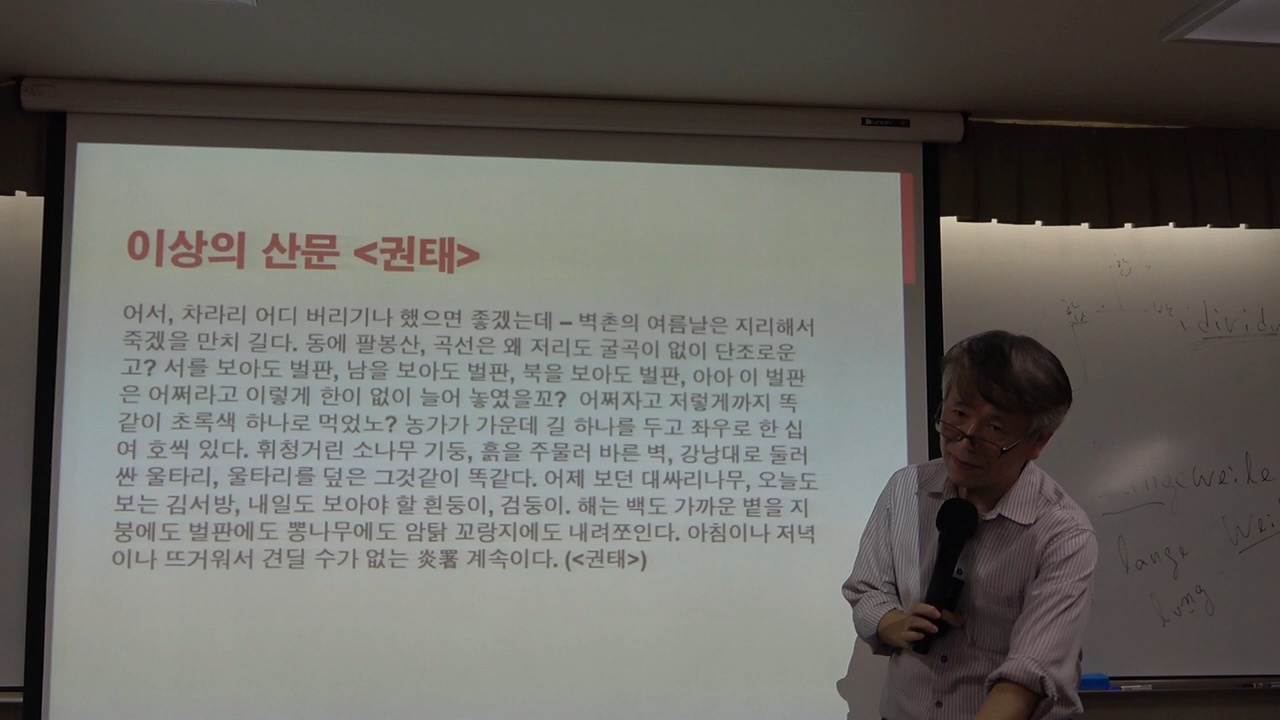 이상의 산문 <권태>
어서, 차라리 어디 버리기나 했으면 좋겠는데 – 벽촌의 여름날은 지리해서
죽겠을 만치 길다. 동에 팔봉산, 곡선은 왜 저리도 굴곡이 없이 단조로운
고? 서를 보아도 벌판, 남을 보아도 벌판, 북을 보아도 벌판, 아아 이 벌판
은 어쩌라고 이렇게 한이 없이 늘어 놓였을꼬? 어쩌자고 저렇게까지 똑
같이 초록색 하나로 먹었노? 농가가 가운데 길 하나를 두고 좌우로 한 십
여 호씩 있다. 휘청거린 소나무 기둥, 흙을 주물러 바른 벽, 강낭대로 둘러
싼 울타리, 울타리를 덮은 그것같이 똑같다. 어제 보던 대싸리나무, 오늘도
보는 김서방, 내일도 보아야 할 흰둥이, 검둥이. 해는 백도 가까운 볕을 지
붕에도 벌판에도 뽕나무에도 암탉 꼬랑지에도 내려쪼인다. 아침이나 저녁
이나 뜨거워서 견딜 수가 없는 炎署 계속이다. (<권태>)
lange
long